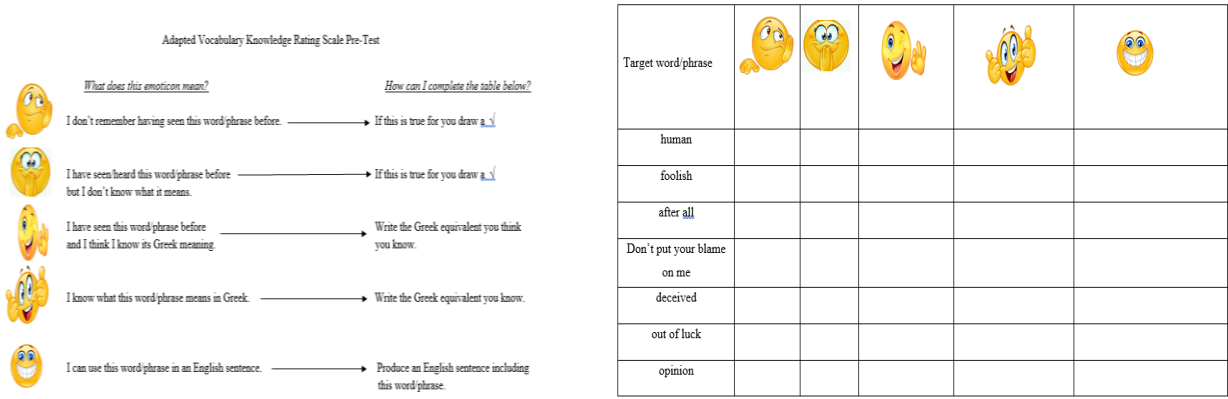 Adapted Vocabulary Knowledge Rating Scale Pre-Test
What does this emoticon mean?
How can I complete the table below?
I don't remember having seen this word/phrase before.
If this is true for you draw a √
I have seen/heard this word/phrase before
but I don't know what it means.
If this is true for you draw a √
I have seen this word/phrase before
and I think I know its Greek meaning.
Write the Greek equivalent you think
you know.
I know what this word/phrase means in Greek.
Write the Greek equivalent you know.
I can use this word/phrase in an English sentence.
Produce an English sentence including
this word/phrase.
Target word/phrase
human
foolish
after all
Don't put your blame
on me
deceived
out of luck
opinion